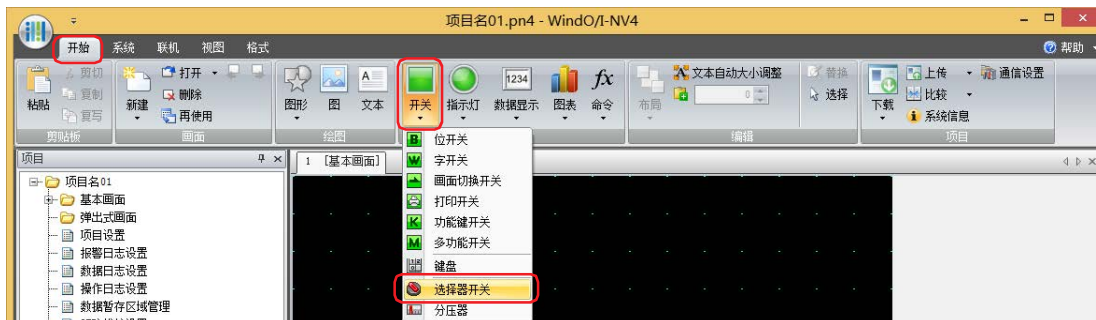 项目名01.pn4 - WindO/I-NV4
开始 系统 联机 视图 格式 帮助
粘贴 剪切 复制 复写
新建 打开 删除 再使用
图形 图 文本 A
开关 指示灯 1234 数据显示 图表 fx 命令
布局 文本自动大小调整 0 替换 选择
下载 上传 比较 系统信息 通信设置
剪贴板 画面 绘图 编辑 项目
项目
1 [基本画面]
项目名01
基本画面
弹出式画面
项目设置
报警日志设置
数据日志设置
操作日志设置
数据暂存区域管理
B 位开关
W 字开关
画面切换开关
打印开关
K 功能键开关
M 多功能开关
键盘
选择器开关
分压器